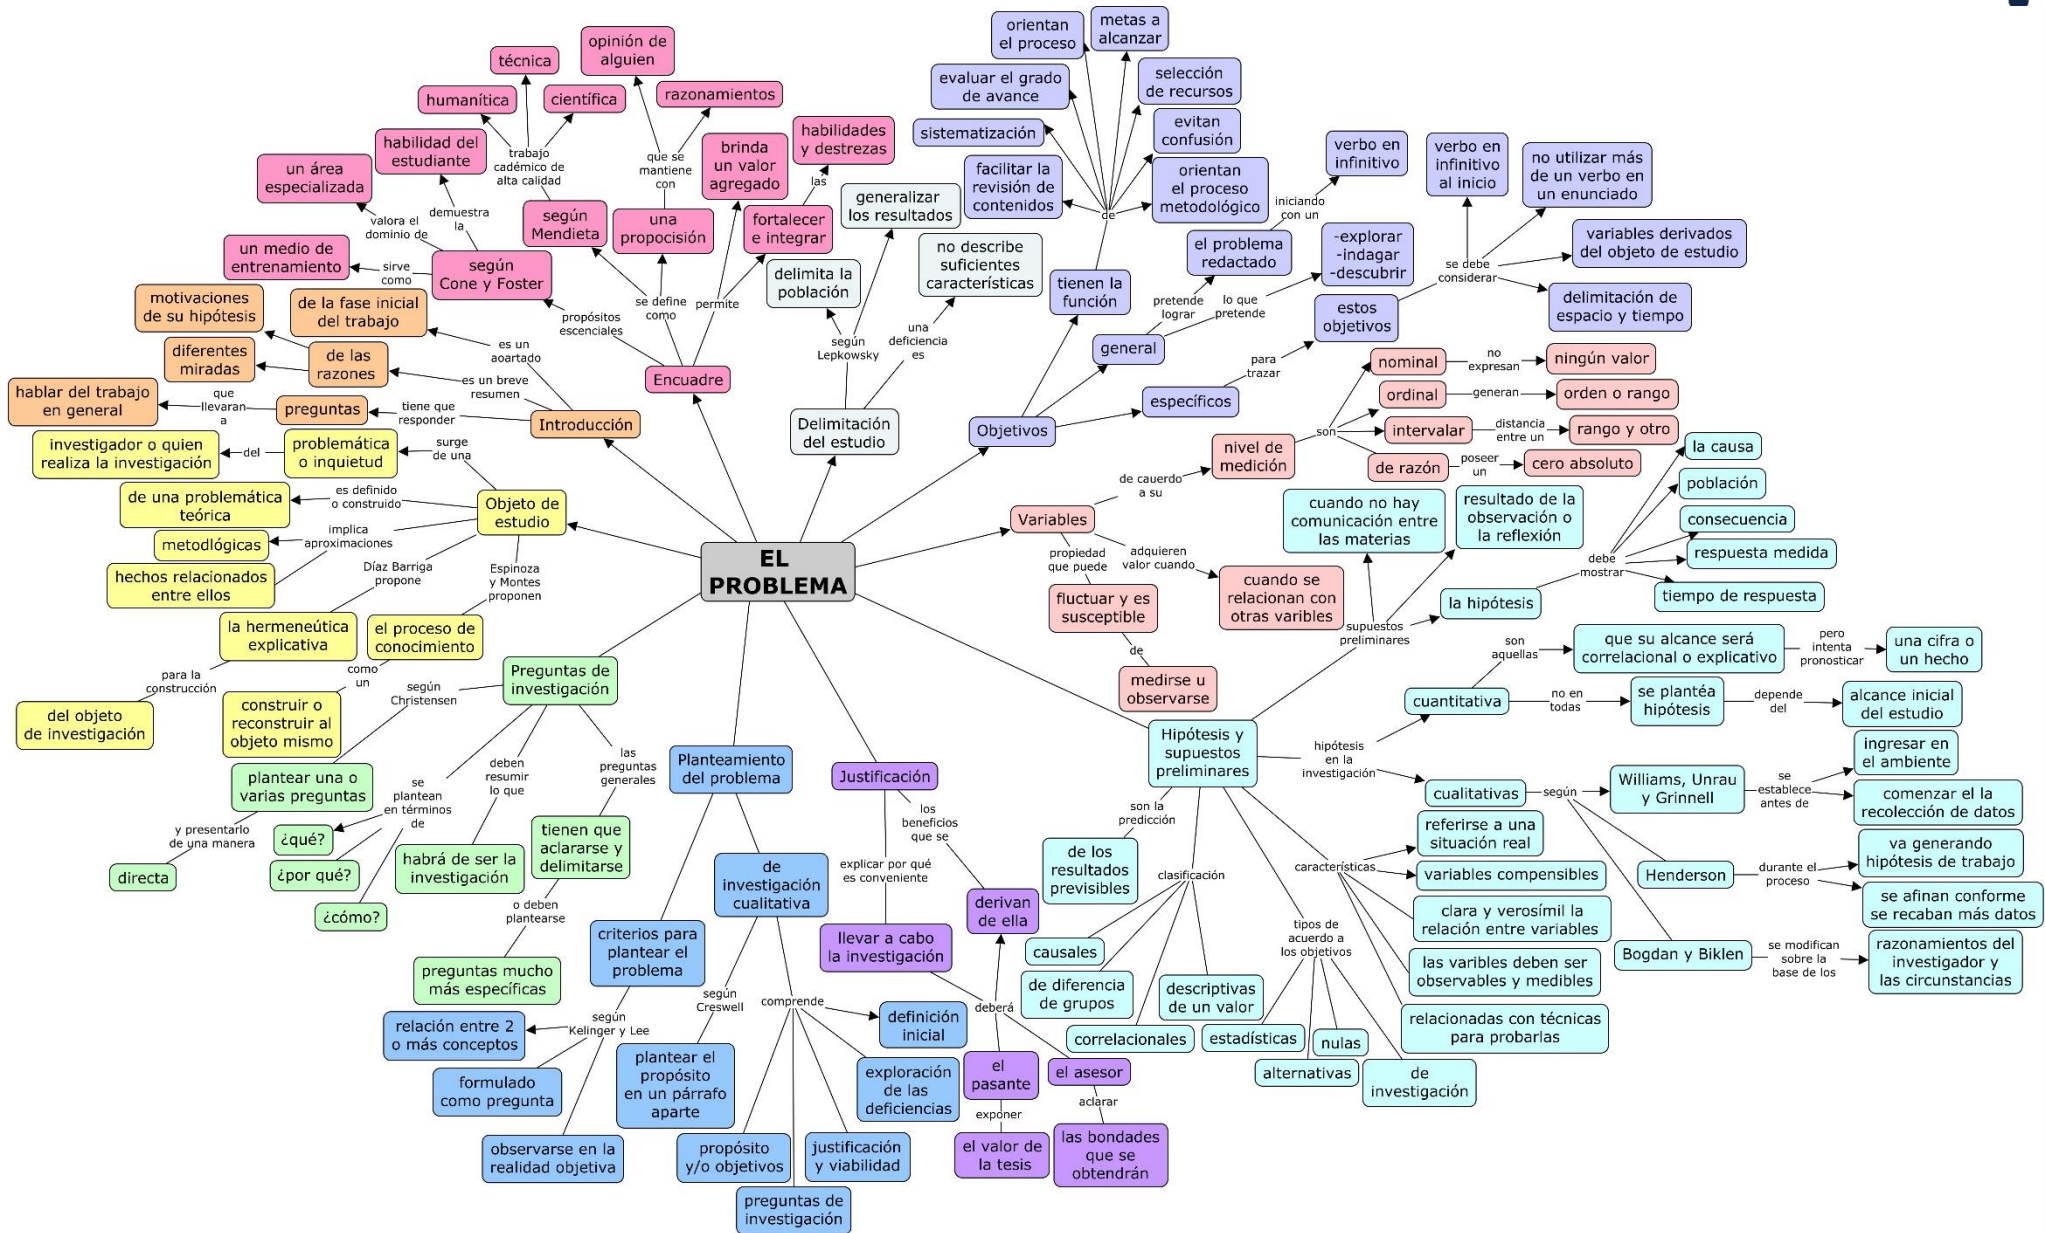 EL
PROBLEMA
Encuadre
propósitos
escenciales
según
Cone y Foster
sirve
como
un medio de
entrenamiento
valora el
dominio de
un área
especializada
demuestra
la
habilidad del
estudiante
se define
como
según
Mendieta
trabajo
cadémico de
alta calidad
humanítica
técnica
científica
una
propocisión
que se
mantiene
con
opinión de
alguien
razonamientos
permite
brinda
un valor
agregado
fortalecer
e integrar
las
habilidades
y destrezas
Introducción
es un
aoartado
de la fase inicial
del trabajo
es un breve
resumen
de las
razones
motivaciones
de su hipótesis
diferentes
miradas
tiene que
responder
preguntas
que
llevaran
a
hablar del trabajo
en general
Objeto de
estudio
surge
de una
problemática
o inquietud
del
investigador o quien
realiza la investigación
es definido
o construido
de una problemática
teórica
implica
aproximaciones
metodlógicas
hechos relacionados
entre ellos
Díaz Barriga
propone
la hermeneútica
explicativa
para la
construcción
del objeto
de investigación
Espinoza
y Montes
proponen
el proceso de
conocimiento
como
un
construir o
reconstruir al
objeto mismo
Preguntas de
investigación
según
Christensen
plantear una o
varias preguntas
y presentarlo
de una manera
directa
se
plantean
en términos
de
¿qué?
¿por qué?
¿cómo?
deben
resumir
lo que
habrá de ser la
investigación
las
preguntas
generales
tienen que
aclararse y
delimitarse
o deben
plantearse
preguntas mucho
más específicas
Planteamiento
del problema
criterios para
plantear el
problema
según
Kelinger y Lee
relación entre 2
o más conceptos
formulado
como pregunta
observarse en la
realidad objetiva
de
investigación
cualitativa
según
Creswell
plantear el
propósito
en un párrafo
aparte
comprende
definición
inicial
exploración
de las
deficiencias
justificación
y viabilidad
preguntas de
investigación
propósito
y/o objetivos
Justificación
explicar por qué
es conveniente
llevar a cabo
la investigación
los
beneficios
que se
derivan
de ella
deberá
el
pasante
exponer
el valor de
la tesis
el asesor
aclarar
las bondades
que se
obtendrán
Delimitación
del estudio
según
Lepkowsky
delimita la
población
generalizar
los resultados
una
deficiencia
es
no describe
suficientes
características
Objetivos
tienen la
función
de
facilitar la
revisión de
contenidos
sistematización
evaluar el grado
de avance
orientan
el proceso
metas a
alcanzar
selección
de recursos
evitan
confusión
orientan
el proceso
metodológico
general
pretende
lograr
el problema
redactado
iniciando
con un
verbo en
infinitivo
lo que
pretende
-explorar
-indagar
-descubrir
específicos
para
trazar
estos
objetivos
se debe
considerar
verbo en
infinitivo
al inicio
no utilizar más
de un verbo en
un enunciado
variables derivados
del objeto de estudio
delimitación de
espacio y tiempo
Variables
de cauerdo
a su
nivel de
medición
son
nominal
no
expresan
ningún valor
ordinal
generan
orden o rango
intervalar
distancia
entre un
rango y otro
de razón
poseer
un
cero absoluto
propiedad
que puede
fluctuar y es
susceptible
de
medirse u
observarse
adquieren
valor cuando
cuando se
relacionan con
otras varibles
Hipótesis y
supuestos
preliminares
supuestos
preliminares
cuando no hay
comunicación entre
las materias
resultado de la
observación o
la reflexión
la hipótesis
debe
mostrar
la causa
población
consecuencia
respuesta medida
tiempo de respuesta
hipótesis
en la
investigación
cuantitativa
son
aquellas
que su alcance será
correlacional o explicativo
pero
intenta
pronosticar
una cifra o
un hecho
no en
todas
se plantéa
hipótesis
depende
del
alcance inicial
del estudio
cualitativas
según
Williams, Unrau
y Grinnell
se
establece
antes de
ingresar en
el ambiente
comenzar el la
recolección de datos
Henderson
durante el
proceso
va generando
hipótesis de trabajo
se afinan conforme
se recaban más datos
Bogdan y Biklen
se modifican
sobre la
base de los
razonamientos del
investigador y
las circunstancias
son la
predicción
de los
resultados
previsibles
clasificación
causales
de diferencia
de grupos
correlacionales
descriptivas
de un valor
tipos de
acuerdo a
los objetivos
estadísticas
alternativas
nulas
de
investigación
características
referirse a una
situación real
variables compensibles
clara y verosímil la
relación entre variables
las varibles deben ser
observables y medibles
relacionadas con técnicas
para probarlas